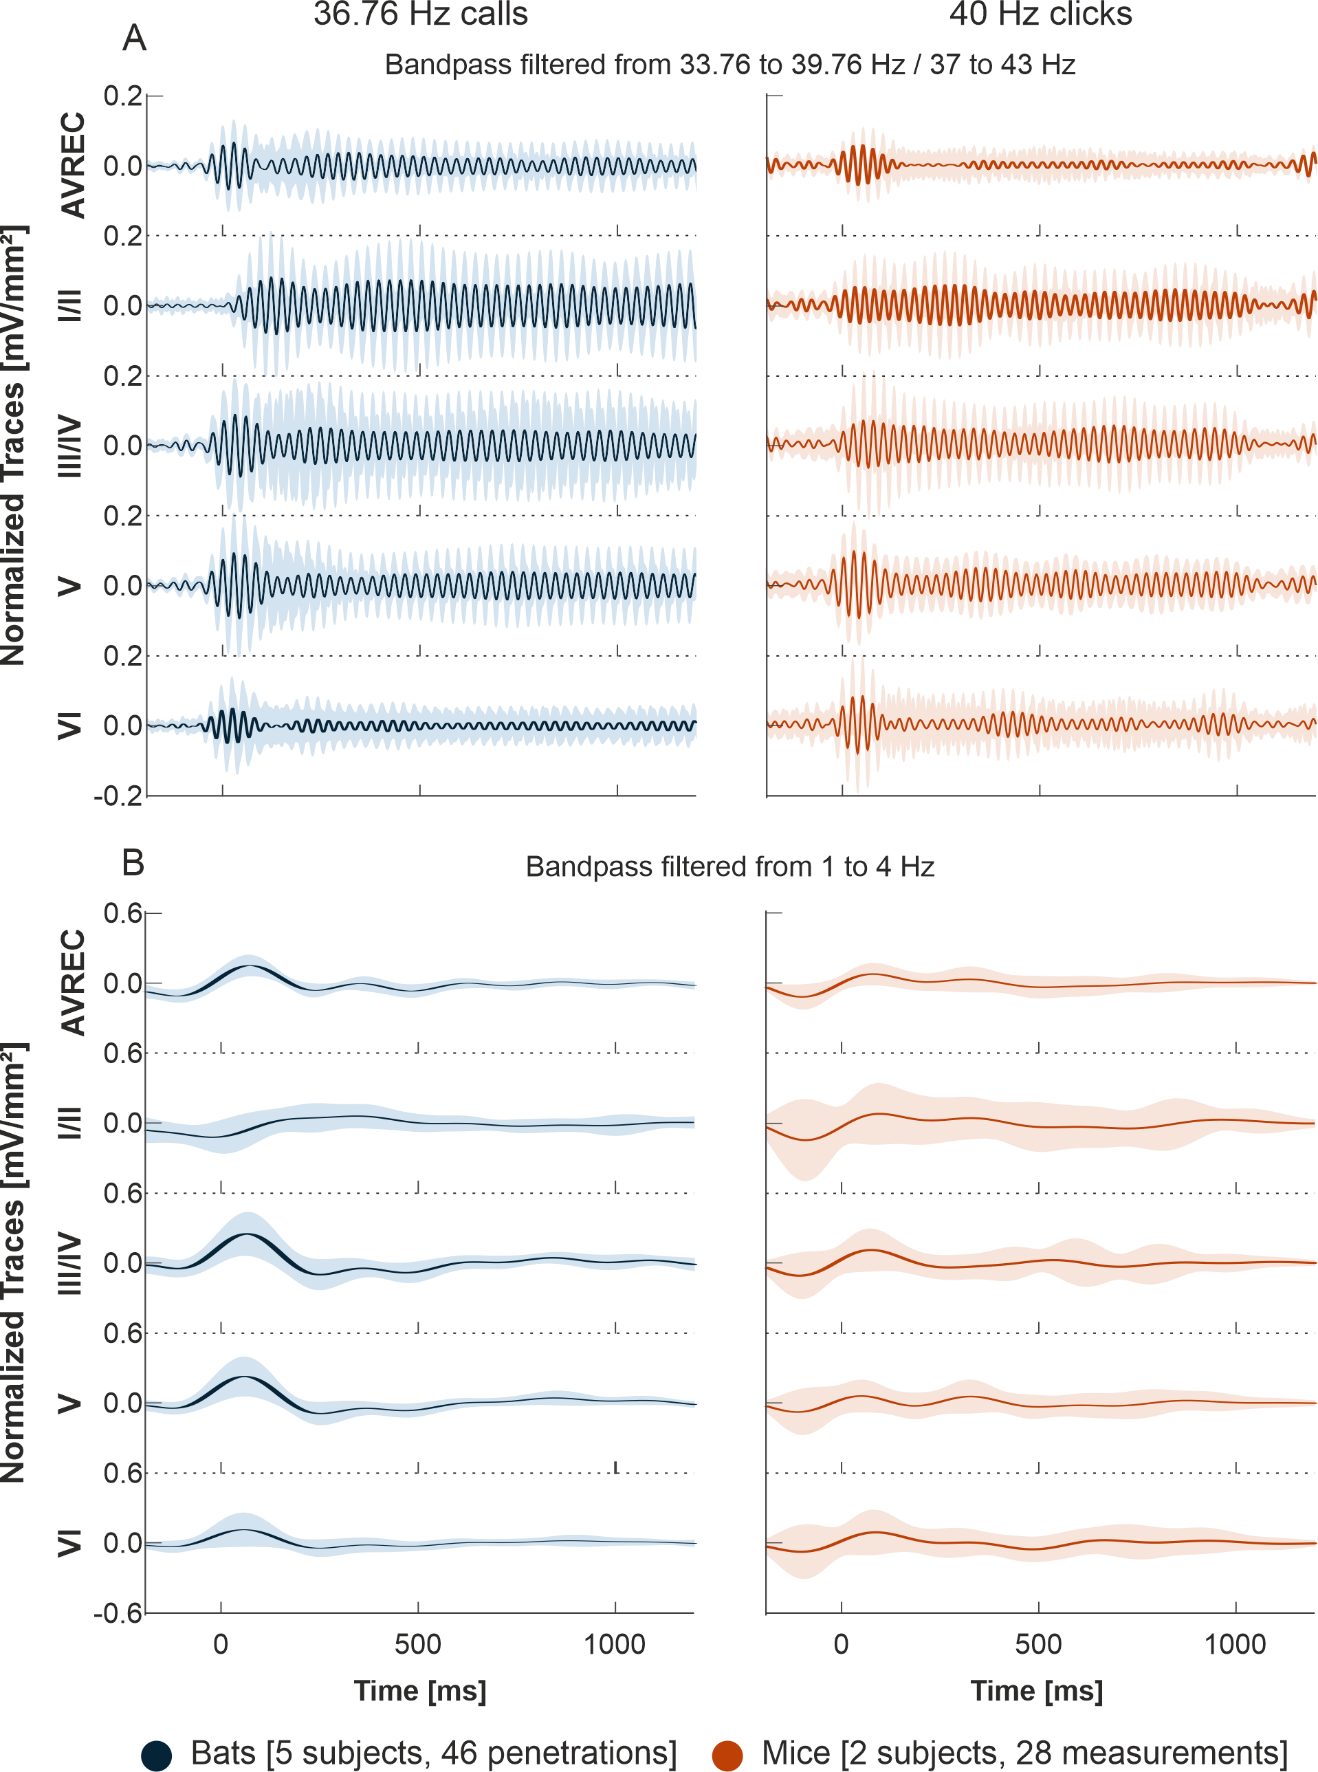 36.76 Hz calls 40 Hz clicks
A
Bandpass filtered from 33.76 to 39.76 Hz / 37 to 43 Hz
Normalized Traces [mV/mm²]
0.2
AVREC
0.0
0.2
I/II
0.0
0.2
III/IV
0.0
0.2
V
0.0
0.2
VI
0.0
-0.2
B
Bandpass filtered from 1 to 4 Hz
Normalized Traces [mV/mm²]
0.6
AVREC
0.0
0.6
I/II
0.0
0.6
III/IV
0.0
0.6
V
0.0
0.6
VI
0.0
-0.6
0 500 1000 0 500 1000
Time [ms] Time [ms]
Bats [5 subjects, 46 penetrations] Mice [2 subjects, 28 measurements]